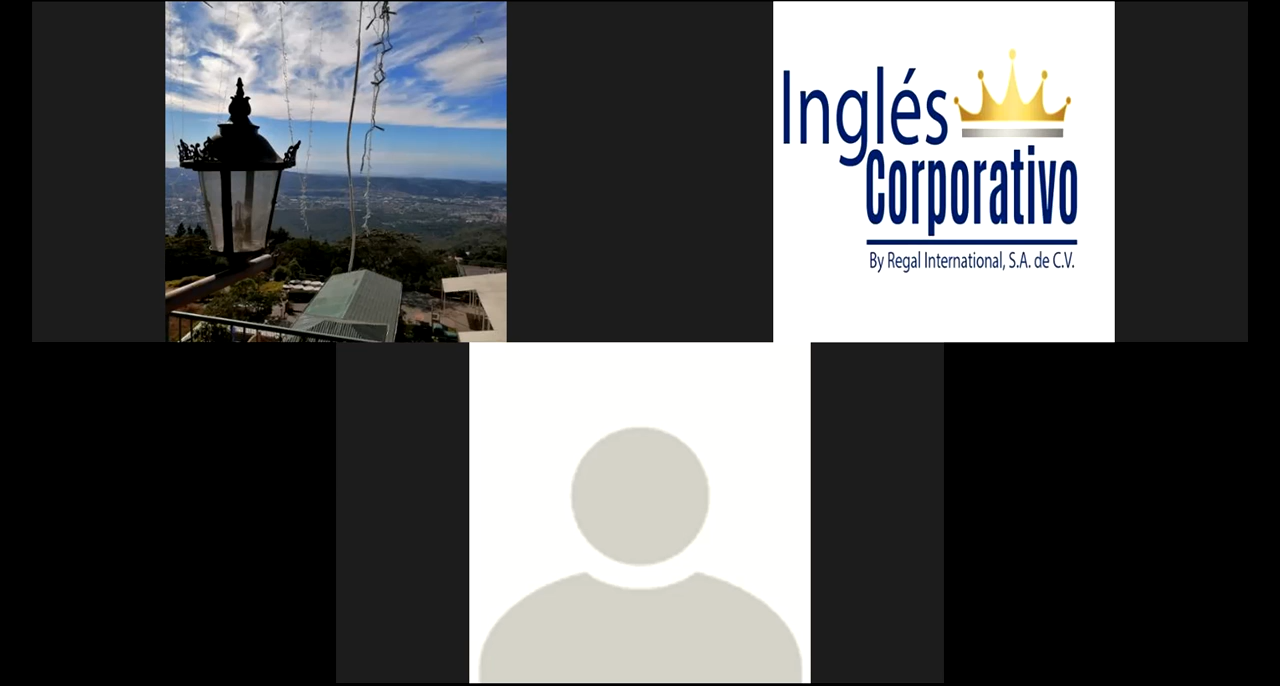 Inglés
Corporativo
By Regal International, S.A. de C.V.